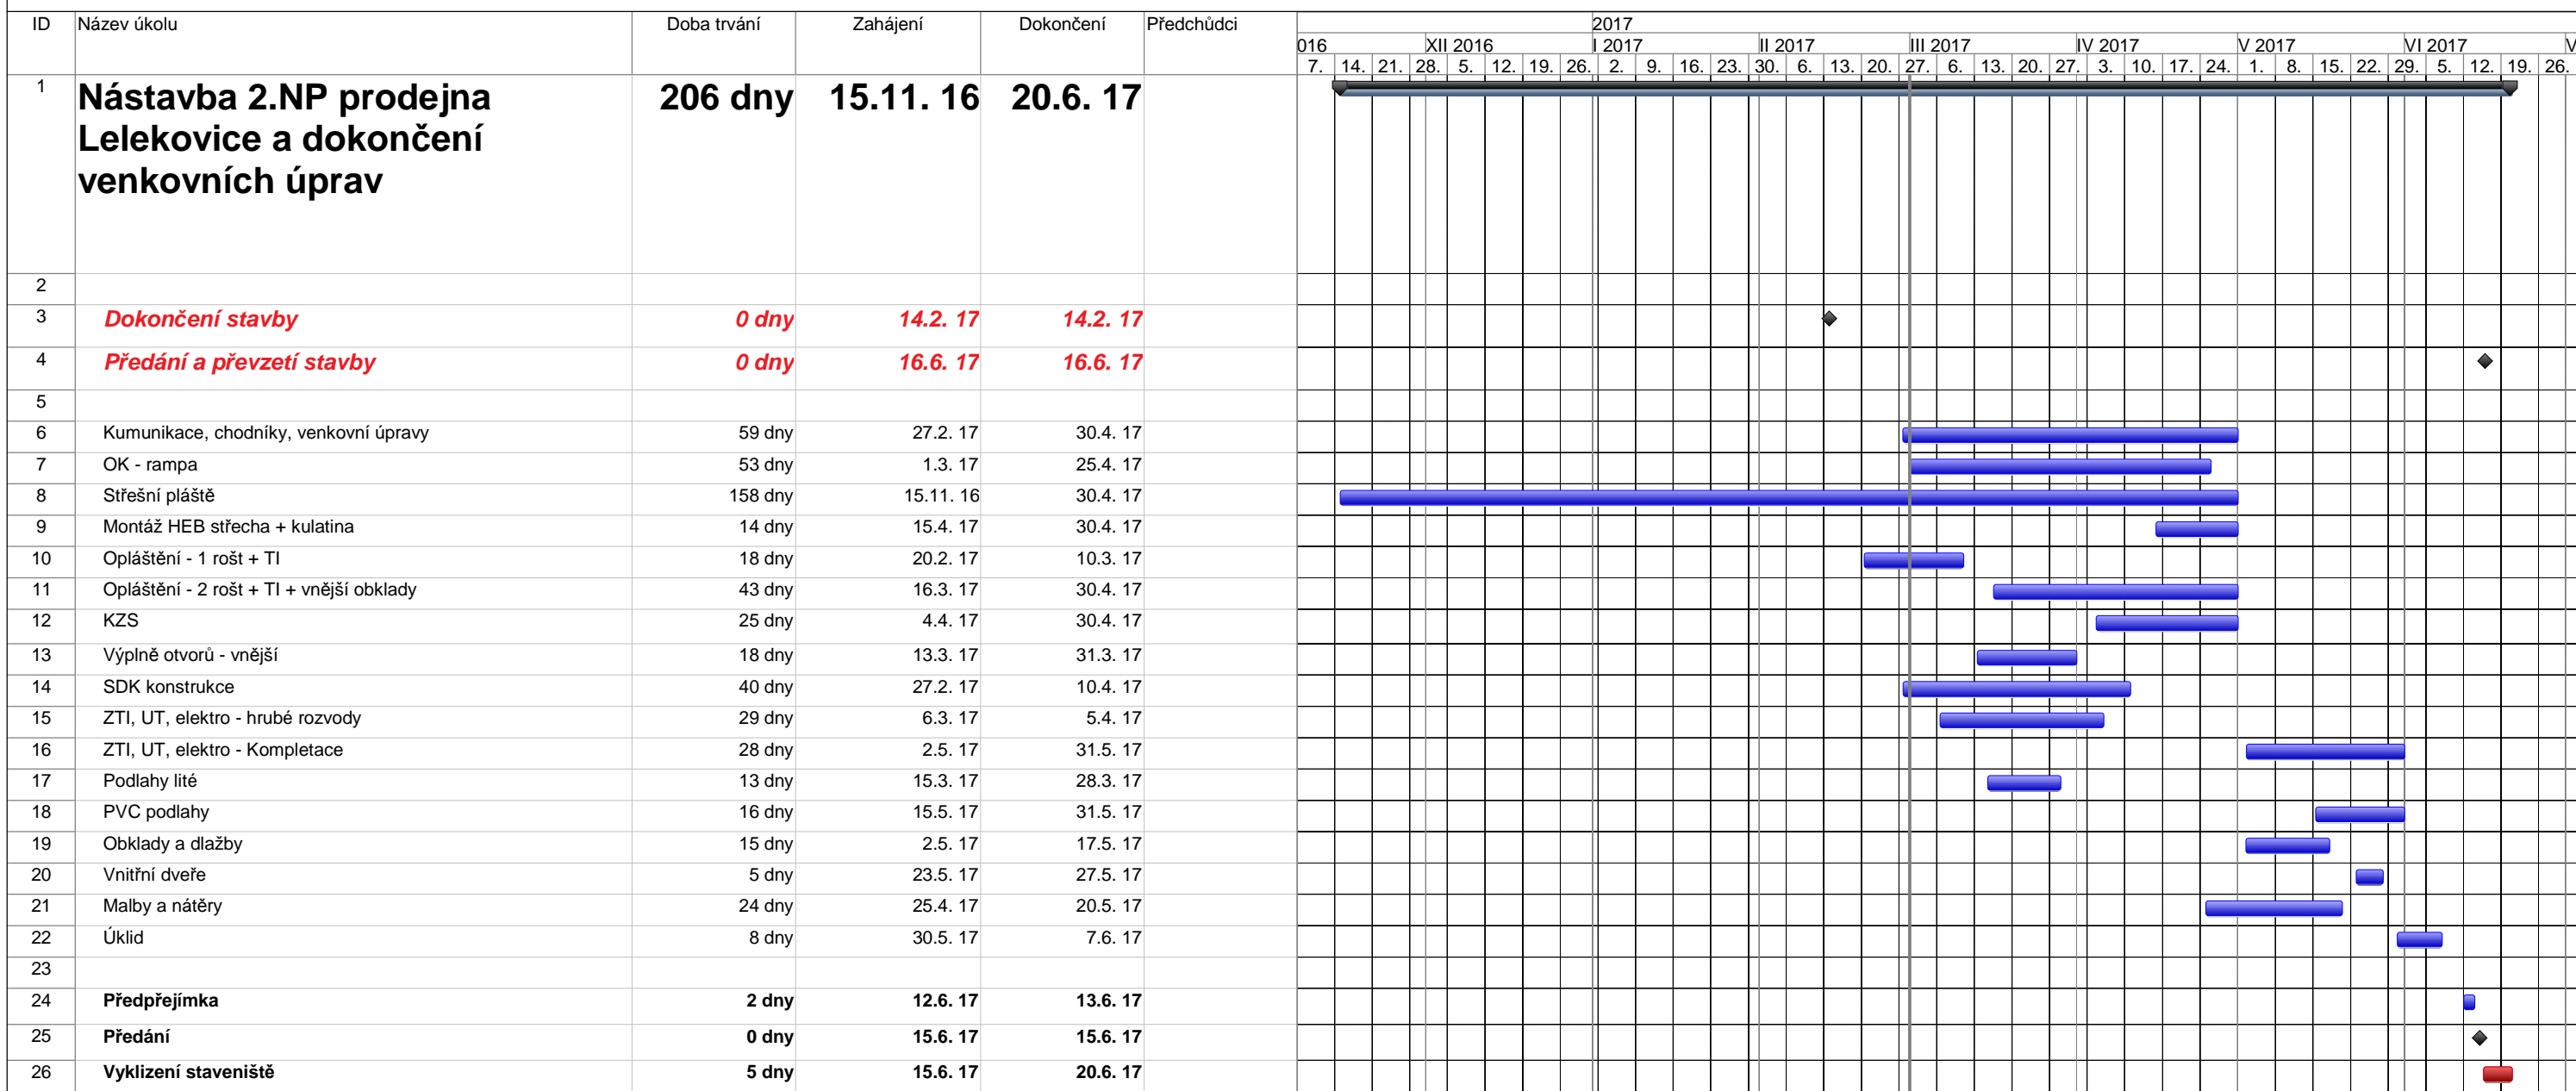 ID Název úkolu Doba trvání Zahájení Dokončení Předchůdci 2017
016 XII 2016 I 2017 II 2017 III 2017 IV 2017 V 2017 VI 2017 V
7. 14. 21. 28. 5. 12. 19. 26. 2. 9. 16. 23. 30. 6. 13. 20. 27. 6. 13. 20. 27. 3. 10. 17. 24. 1. 8. 15. 22. 29. 5. 12. 19. 26.
1 Nástavba 2.NP prodejna 206 dny 15.11. 16 20.6. 17
Lelekovice a dokončení
venkovních úprav
2
3 Dokončení stavby 0 dny 14.2. 17 14.2. 17
4 Předání a převzetí stavby 0 dny 16.6. 17 16.6. 17
5
6 Kumunikace, chodníky, venkovní úpravy 59 dny 27.2. 17 30.4. 17
7 OK - rampa 53 dny 1.3. 17 25.4. 17
8 Střešní pláště 158 dny 15.11. 16 30.4. 17
9 Montáž HEB střecha + kulatina 14 dny 15.4. 17 30.4. 17
10 Opláštění - 1 rošt + TI 18 dny 20.2. 17 10.3. 17
11 Opláštění - 2 rošt + TI + vnější obklady 43 dny 16.3. 17 30.4. 17
12 KZS 25 dny 4.4. 17 30.4. 17
13 Výplně otvorů - vnější 18 dny 13.3. 17 31.3. 17
14 SDK konstrukce 40 dny 27.2. 17 10.4. 17
15 ZTI, UT, elektro - hrubé rozvody 29 dny 6.3. 17 5.4. 17
16 ZTI, UT, elektro - Kompletace 28 dny 2.5. 17 31.5. 17
17 Podlahy lité 13 dny 15.3. 17 28.3. 17
18 PVC podlahy 16 dny 15.5. 17 31.5. 17
19 Obklady a dlažby 15 dny 2.5. 17 17.5. 17
20 Vnitřní dveře 5 dny 23.5. 17 27.5. 17
21 Malby a nátěry 24 dny 25.4. 17 20.5. 17
22 Úklid 8 dny 30.5. 17 7.6. 17
23
24 Předpřejímka 2 dny 12.6. 17 13.6. 17
25 Předání 0 dny 15.6. 17 15.6. 17
26 Vyklizení staveniště 5 dny 15.6. 17 20.6. 17